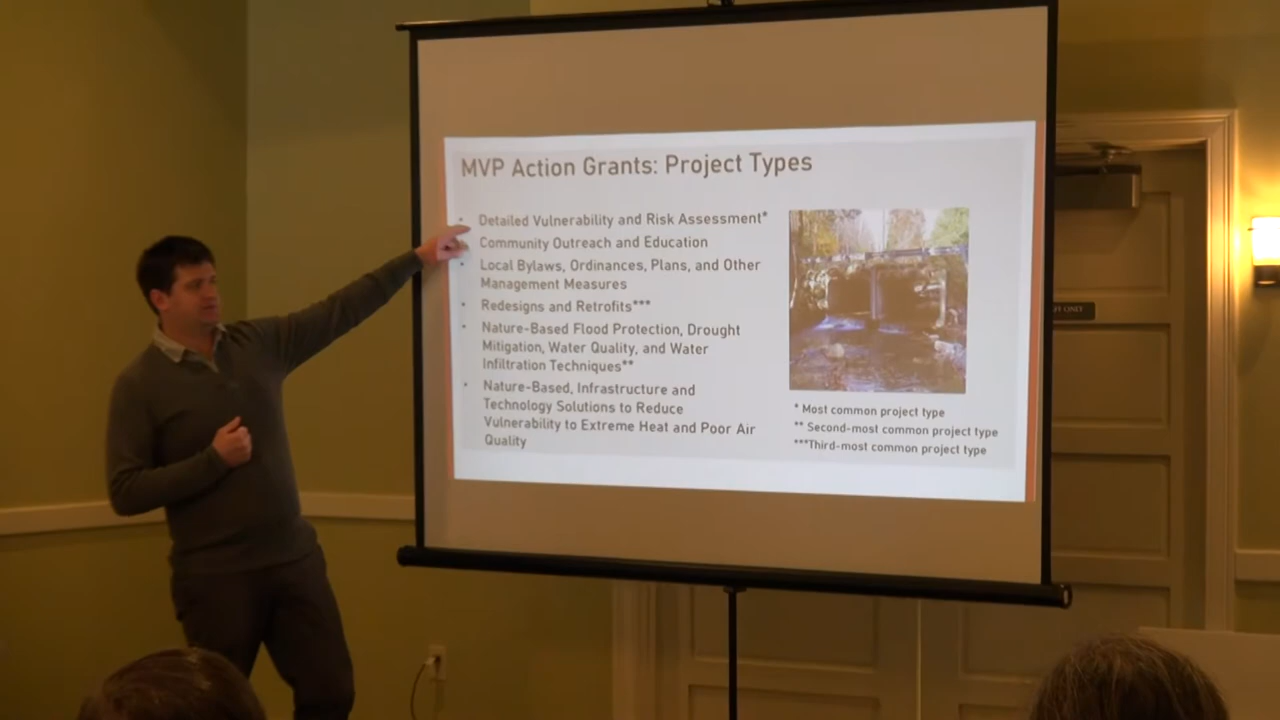 MVP Action Grants: Project Types
• Detailed Vulnerability and Risk Assessment*
Community Outreach and Education
• Local Bylaws, Ordinances, Plans, and Other
Management Measures
• Redesigns and Retrofits***
• Nature-Based Flood Protection, Drought
Mitigation, Water Quality, and Water
Infiltration Techniques**
• Nature-Based, Infrastructure and
Technology Solutions to Reduce
Vulnerability to Extreme Heat and Poor Air
Quality
* Most common project type
** Second-most common project type
***Third-most common project type
ONLY